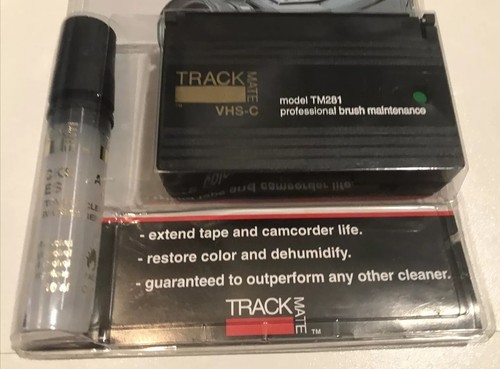 TRACK
MATE
VHS-C
model TM281
professional brush maintenance
- extend tape and camcorder life.
- restore color and dehumidify.
- guaranteed to outperform any other cleaner.
TRACK
MATE
TM